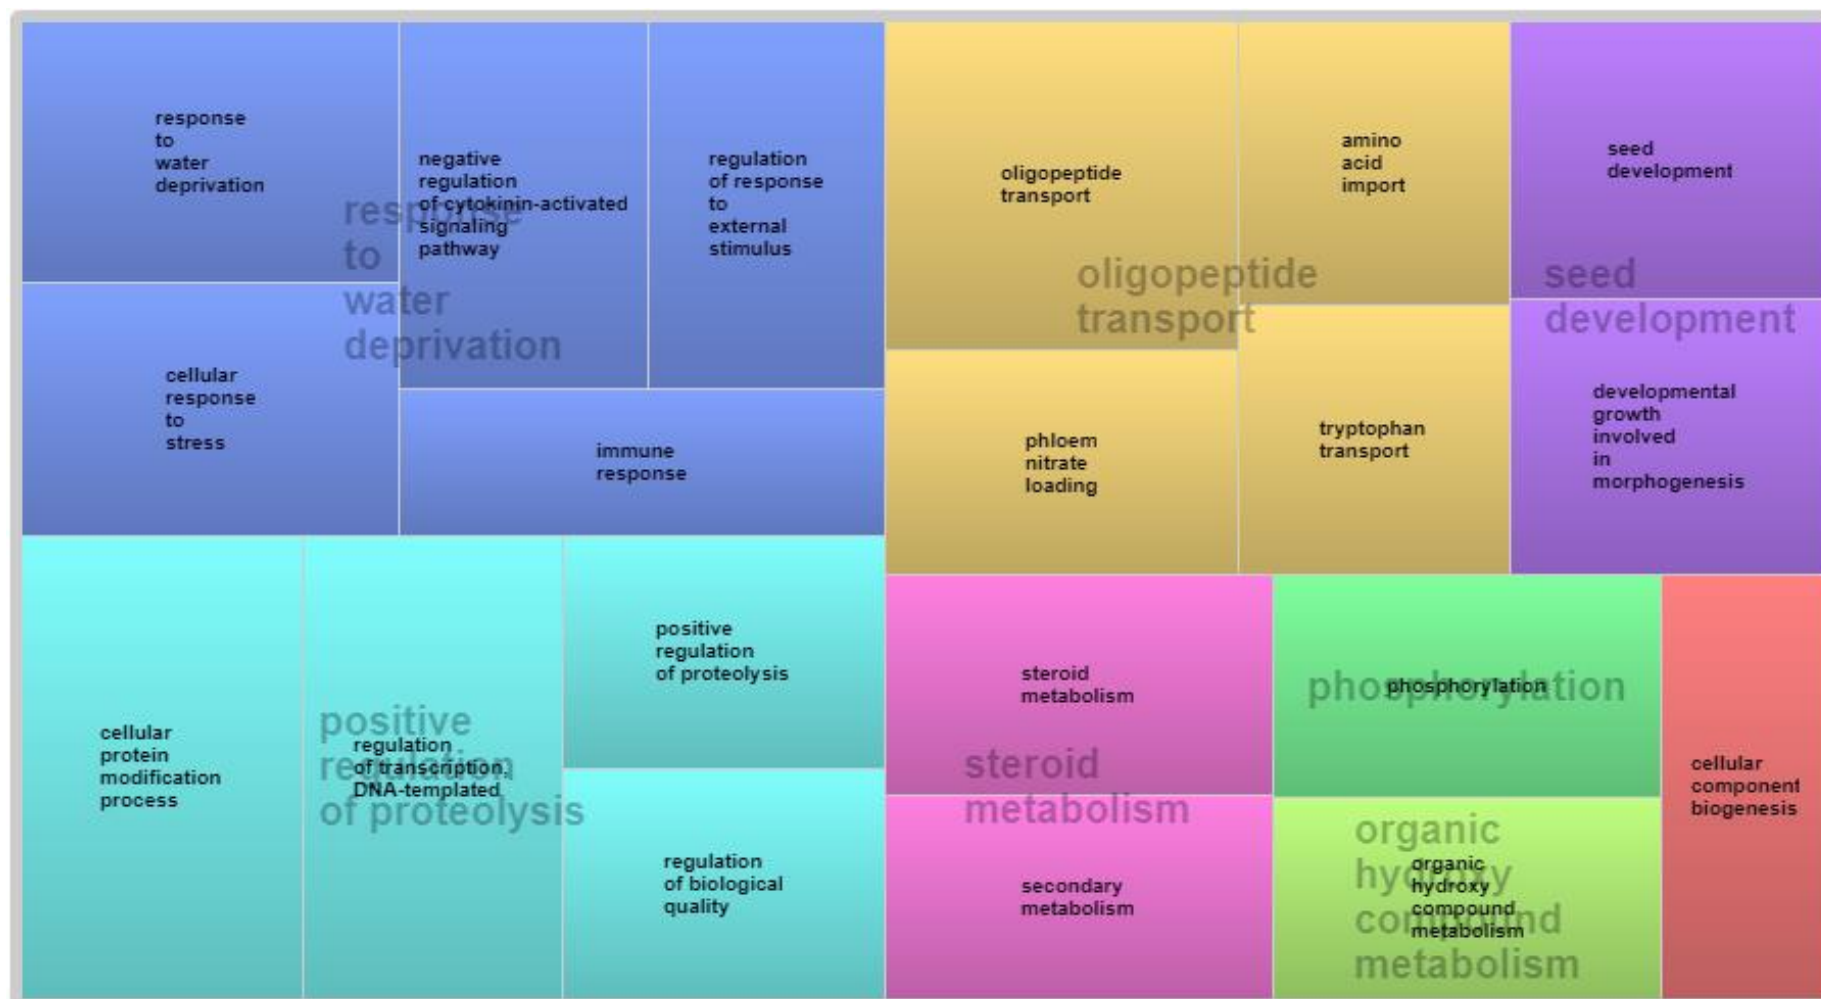 response
to
water
deprivation
negative
regulation
of cytokinin-activated
signaling
pathway
regulation
of response
to
external
stimulus
response
to
water
deprivation
cellular
response
to
stress
immune
response
oligopeptide
transport
amino
acid
import
oligopeptide
transport
phloem
nitrate
loading
tryptophan
transport
seed
development
seed
development
developmental
growth
involved
in
morphogenesis
cellular
protein
modification
process
regulation
of transcription,
DNA-templated
positive
regulation
of proteolysis
positive
regulation
of proteolysis
regulation
of biological
quality
steroid
metabolism
steroid
metabolism
secondary
metabolism
phosphorylation
phosphorylation
organic
hydroxy
compound
metabolism
organic
hydroxy
compound
metabolism
cellular
component
biogenesis